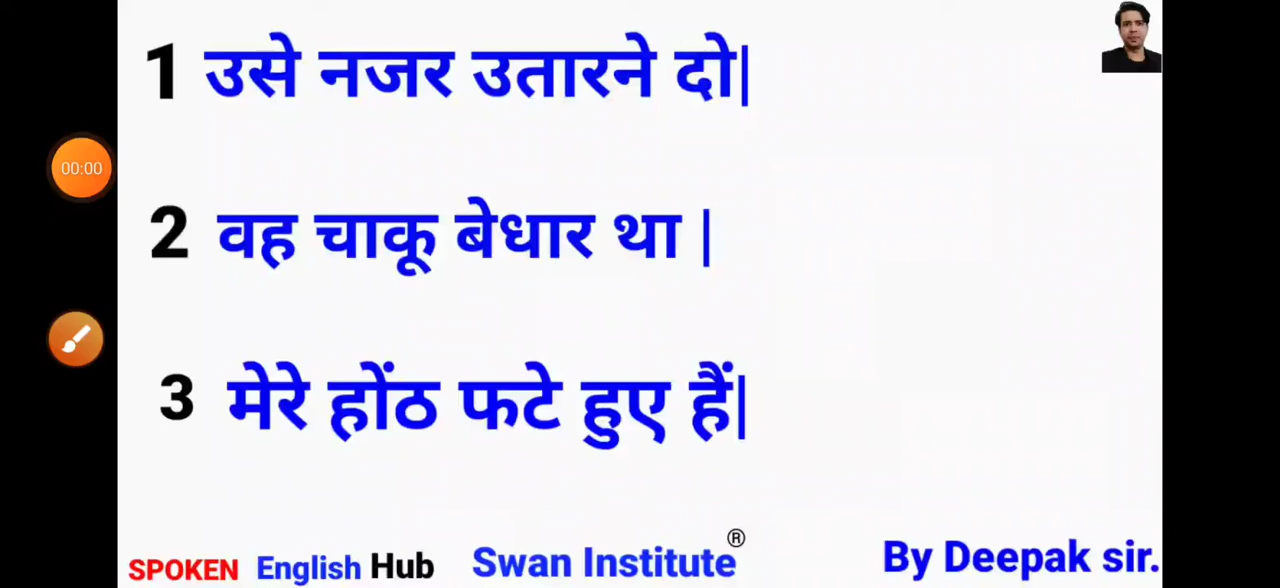 1 उसे नजर उतारने दो|
00:00
2 वह चाकू बेधार था |
3 मेरे होंठ फटे हुए हैं|
SPOKEN English Hub Swan Institute® By Deepak sir.